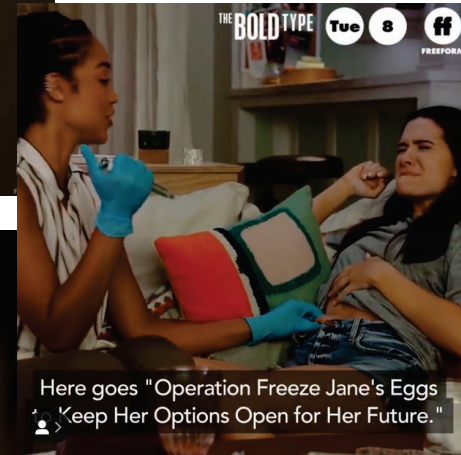 THE BOLD TYPE Tue 8 ff
FREEFORM
Here goes "Operation Freeze Jane's Eggs
to Keep Her Options Open for Her Future."